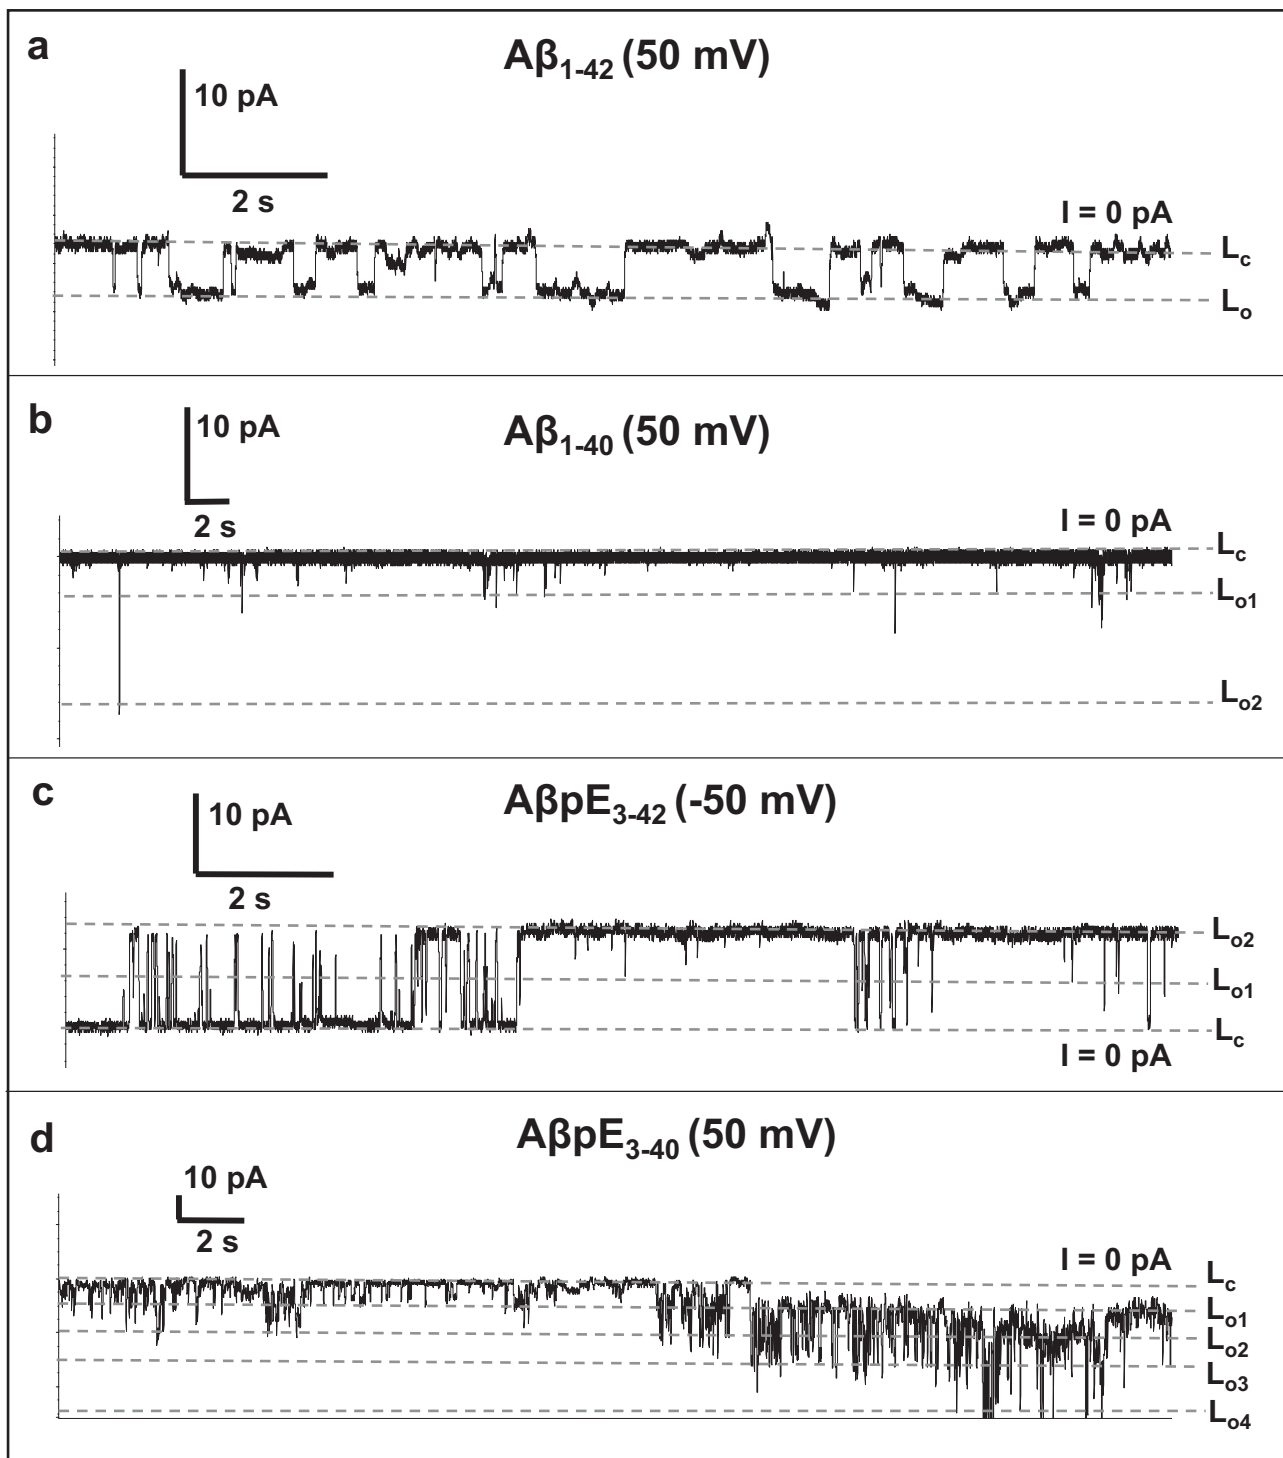 a
Aβ1-42 (50 mV)
10 pA
2 s
I = 0 pA
Lc
Lo
b
Aβ1-40 (50 mV)
10 pA
2 s
I = 0 pA
Lc
Lo1
Lo2
c
AβpE3-42 (-50 mV)
10 pA
2 s
Lo2
Lo1
Lc
I = 0 pA
d
AβpE3-40 (50 mV)
10 pA
2 s
I = 0 pA
Lc
Lo1
Lo2
Lo3
Lo4